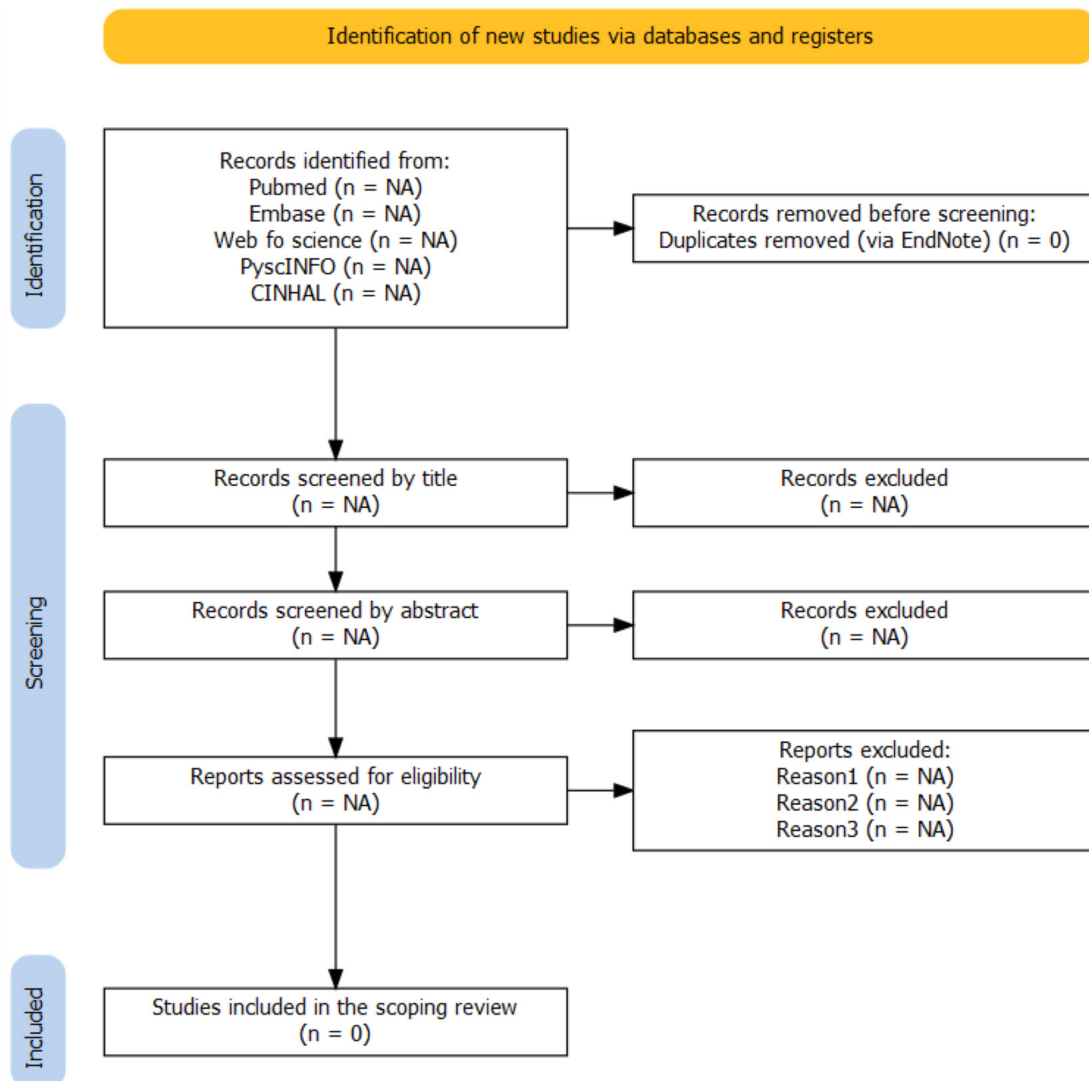 Identification of new studies via databases and registers
Identification
Records identified from:
Pubmed (n = NA)
Embase (n = NA)
Web fo science (n = NA)
PyscINFO (n = NA)
CINHAL (n = NA)
Records removed before screening:
Duplicates removed (via EndNote) (n = 0)
Screening
Records screened by title
(n = NA)
Records excluded
(n = NA)
Records screened by abstract
(n = NA)
Records excluded
(n = NA)
Reports assessed for eligibility
(n = NA)
Reports excluded:
Reason1 (n = NA)
Reason2 (n = NA)
Reason3 (n = NA)
Included
Studies included in the scoping review
(n = 0)